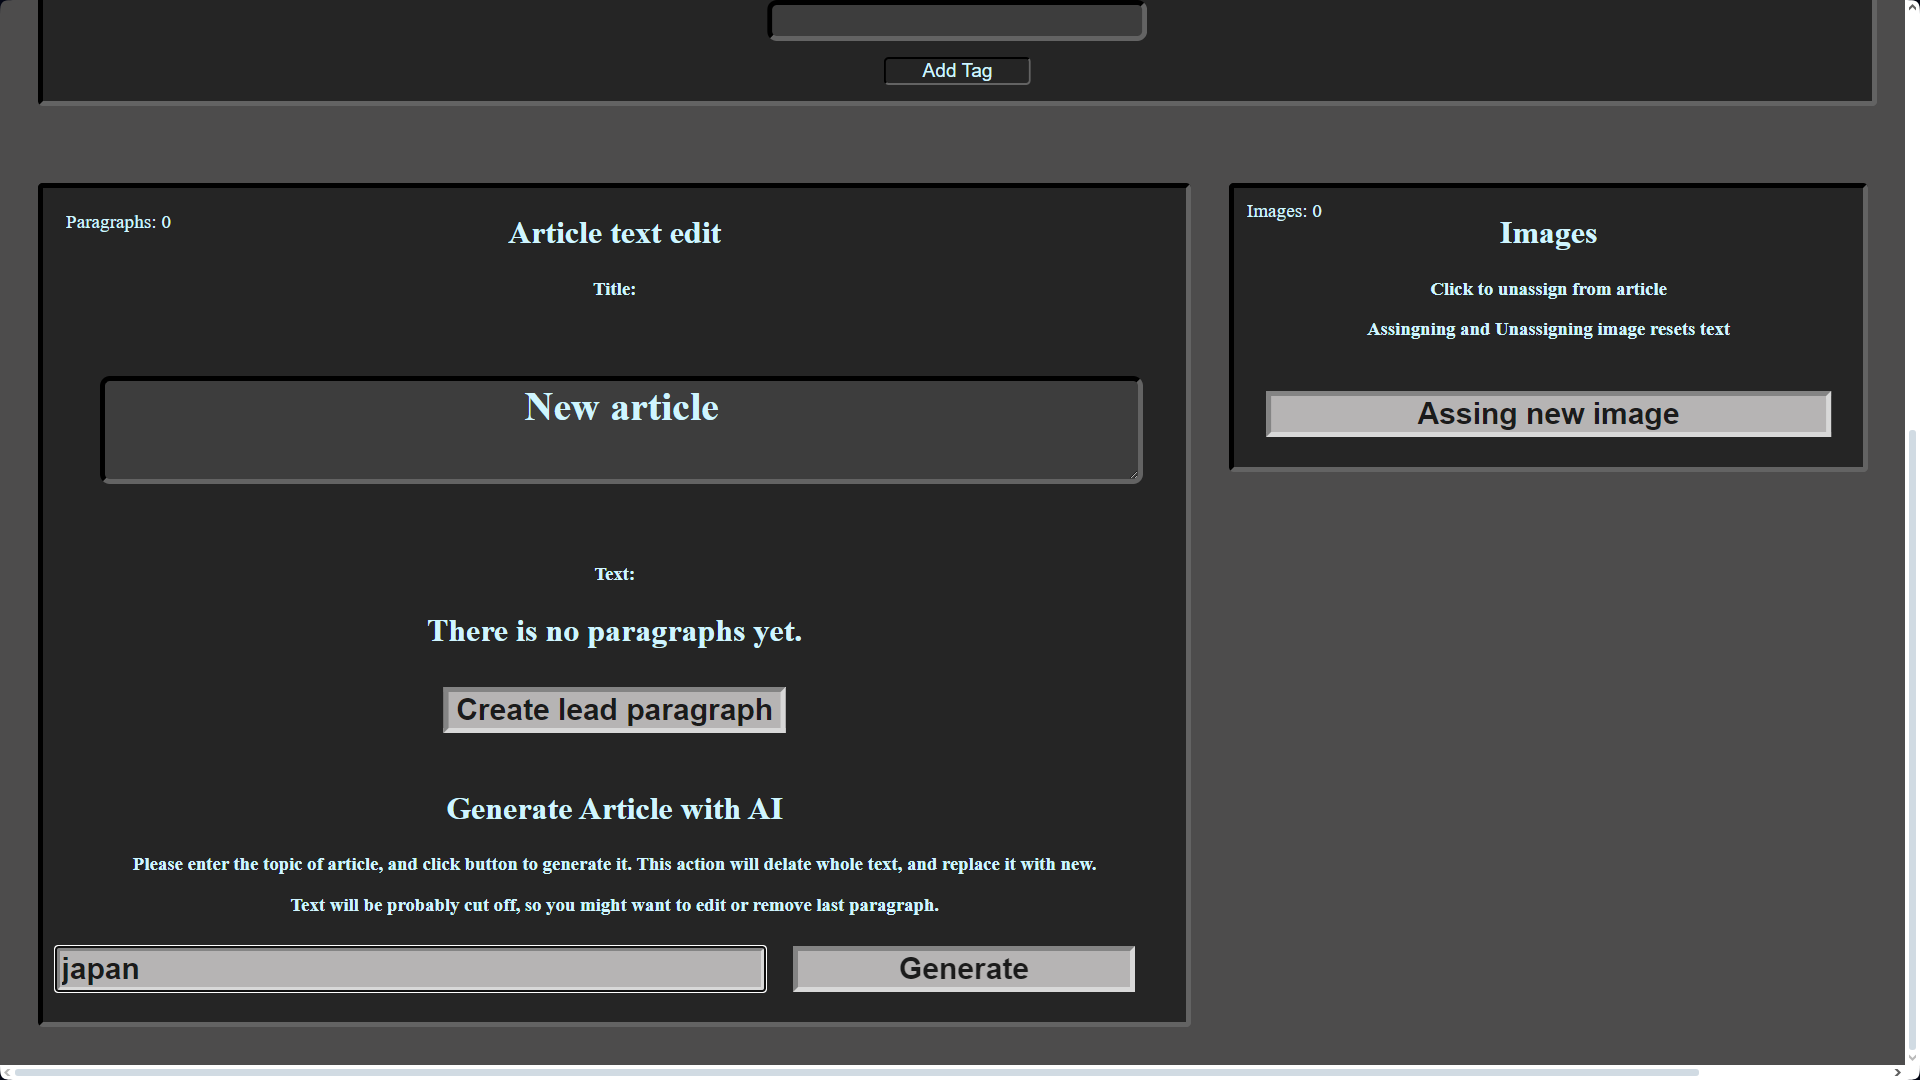 Add Tag
Paragraphs: 0
Article text edit
Title:
New article
Text:
There is no paragraphs yet.
Create lead paragraph
Generate Article with AI
Please enter the topic of article, and click button to generate it. This action will delate whole text, and replace it with new.
Text will be probably cut off, so you might want to edit or remove last paragraph.
japan
Generate
Images: 0
Images
Click to unassign from article
Assingning and Unassigning image resets text
Assing new image